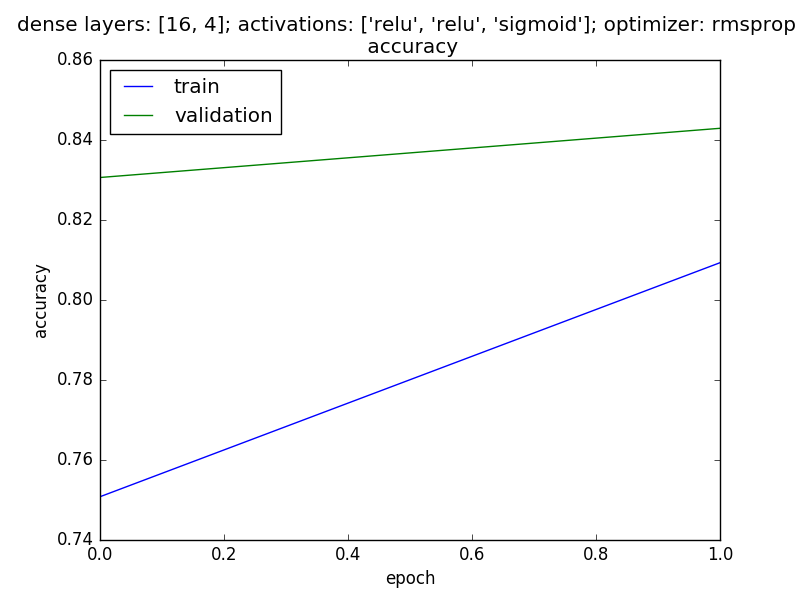 dense layers: [16, 4]; activations: ['relu', 'relu', 'sigmoid']; optimizer: rmsprop
accuracy
train
validation
0.86
0.84
0.82
0.80
0.78
0.76
0.74
accuracy
0.0 0.2 0.4 0.6 0.8 1.0
epoch